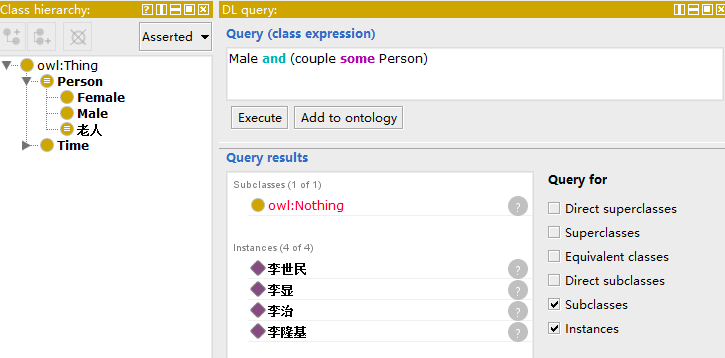 Class hierarchy:
Asserted
owl:Thing
Person
Female
Male
老人
Time
DL query:
Query (class expression)
Male and (couple some Person)
Execute
Add to ontology
Query results
Subclasses (1 of 1)
owl:Nothing
?
Instances (4 of 4)
李世民
?
李显
?
李治
?
李隆基
?
Query for
Direct superclasses
Superclasses
Equivalent classes
Direct subclasses
Subclasses
Instances